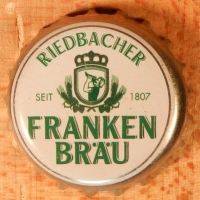 RIEDBACHER
SEIT 1807
FRANKEN
BRÄU